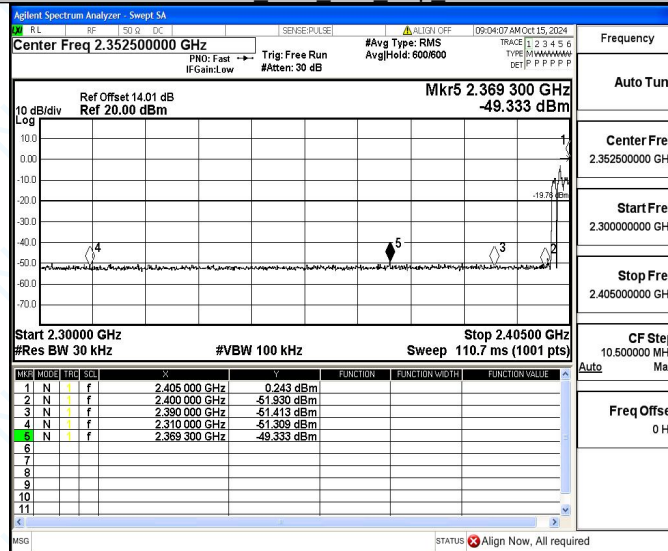 Agilent Spectrum Analyzer - Swept SA
RL RF 50 Ω DC SENSE:PULSE ALIGN OFF 09:04:07 AM Oct 15, 2024
Center Freq 2.352500000 GHz
PNO: Fast
IFGain:Low
Trig: Free Run
#Atten: 30 dB
#Avg Type: RMS
Avg|Hold: 600/600
TRACE 1 2 3 4 5 6
TYPE MWWWWW
DET P P P P P P
Ref Offset 14.01 dB
Ref 20.00 dBm
10 dB/div
Log
Mkr5 2.369 300 GHz
-49.333 dBm
10.0
0.00
-10.0
-20.0
-30.0
-40.0
-50.0
-60.0
-70.0
1
-19.76 dBm
4
5
3
2
Start 2.30000 GHz
Stop 2.40500 GHz
#Res BW 30 kHz
#VBW 100 kHz
Sweep 110.7 ms (1001 pts)
MKR MODE TRC SCL X Y FUNCTION FUNCTION WIDTH FUNCTION VALUE
1 N 1 f 2.405 000 GHz 0.243 dBm
2 N 1 f 2.400 000 GHz -51.930 dBm
3 N 1 f 2.390 000 GHz -51.413 dBm
4 N 1 f 2.310 000 GHz -51.309 dBm
5 N 1 f 2.369 300 GHz -49.333 dBm
6
7
8
9
10
11
MSG
STATUS Align Now, All required
Frequency
Auto Tun
Center Fre
2.352500000 GH
Start Fre
2.300000000 GH
Stop Fre
2.405000000 GH
CF Ste
10.500000 MH
Auto Ma
Freq Offse
0 H